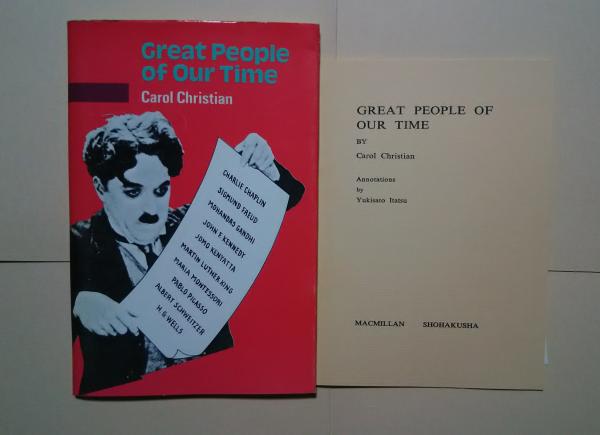 Great People
of Our Time
Carol Christian
CHARLIE CHAPLIN
SIGMUND FREUD
MOHANDAS GANDHI
JOHN F. KENNEDY
JOMO KENYATTA
MARTIN LUTHER KING
MARIA MONTESSORI
PABLO PICASSO
ALBERT SCHWEITZER
H.G. WELLS
GREAT PEOPLE OF
OUR TIME
BY
Carol Christian
Annotations
by
Yukisato Itatsu
MACMILLAN SHOHAKUSHA